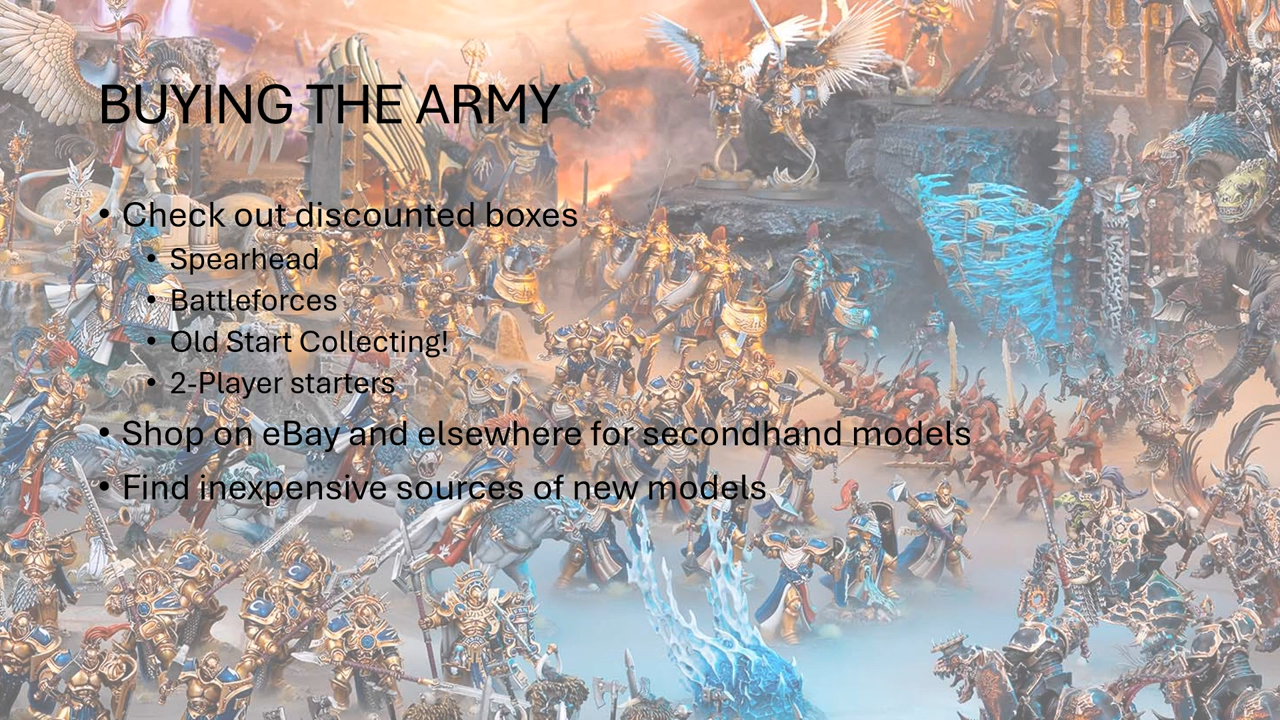 BUYING THE ARMY
• Check out discounted boxes
• Spearhead
• Battleforces
• Old Start Collecting!
• 2-Player starters
• Shop on eBay and elsewhere for secondhand models
• Find inexpensive sources of new models